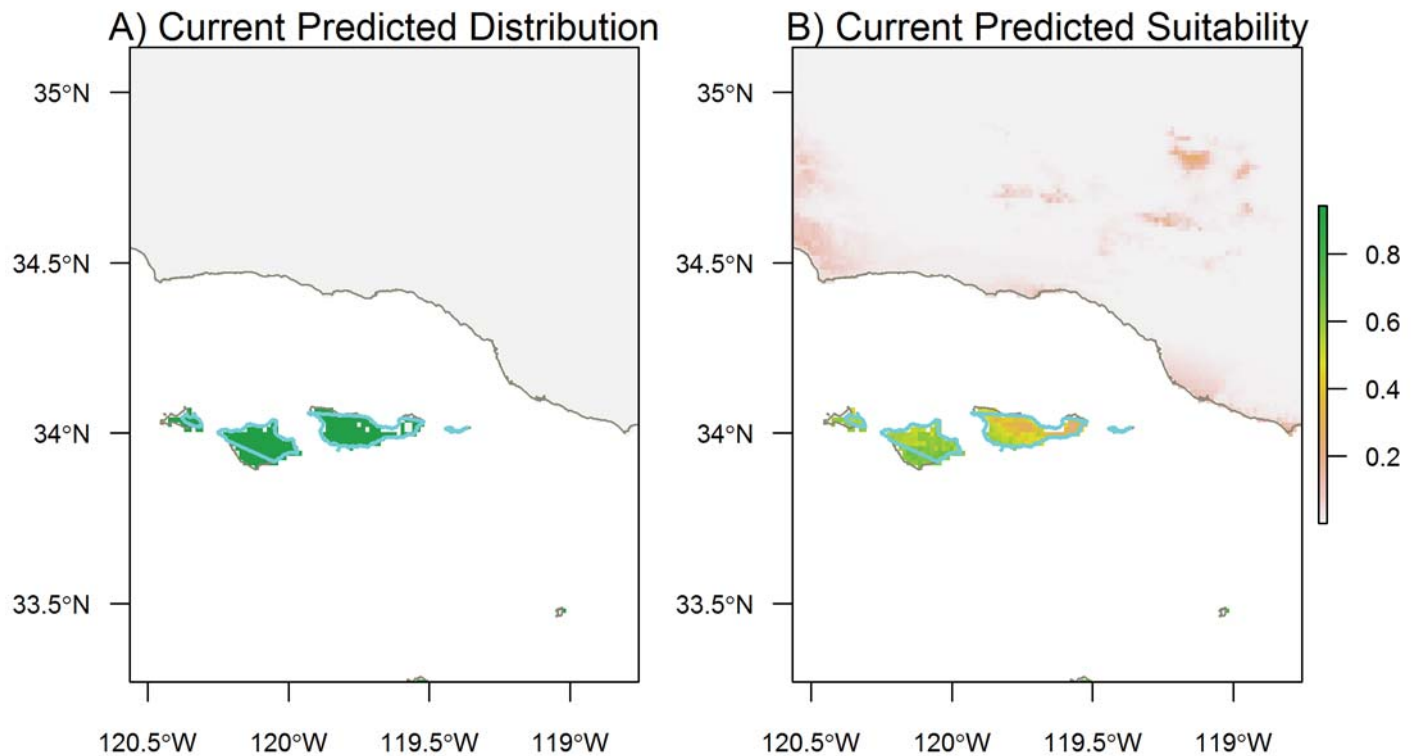 A) Current Predicted Distribution
B) Current Predicted Suitability
35°N
34.5°N
34°N
33.5°N
120.5°W
120°W
119.5°W
119°W
35°N
34.5°N
34°N
33.5°N
120.5°W
120°W
119.5°W
119°W
0.8
0.6
0.4
0.2